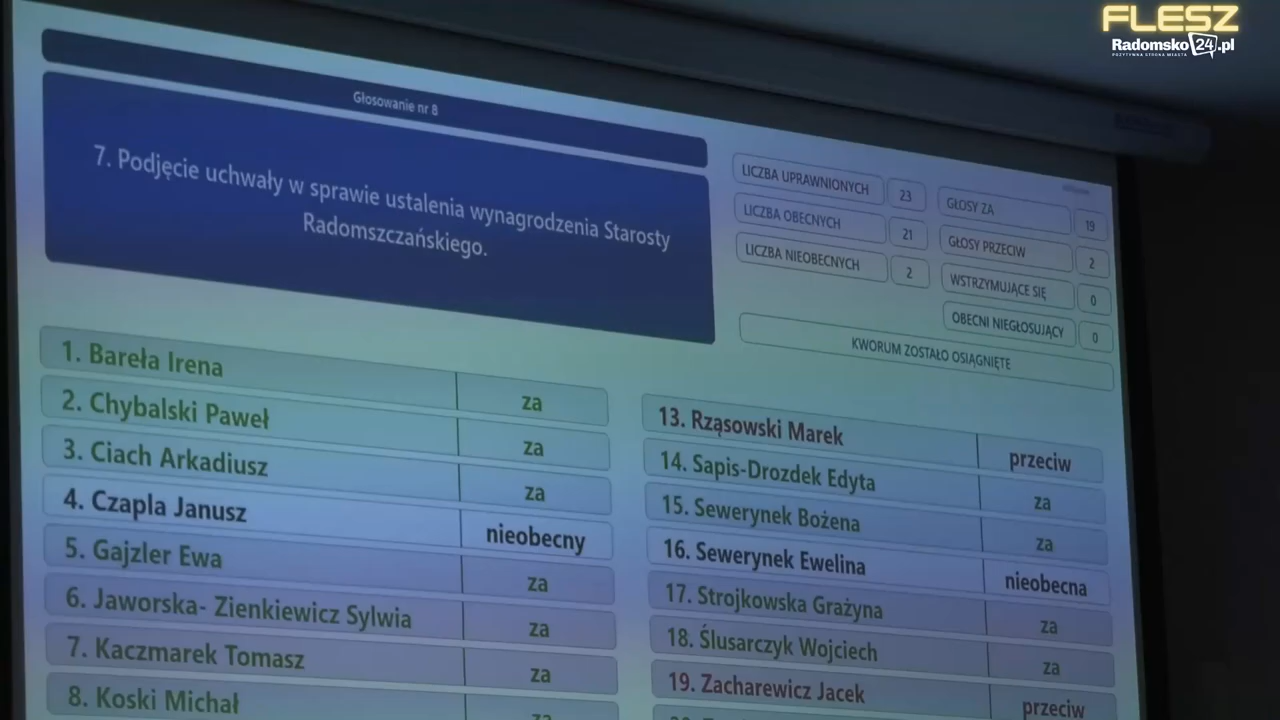 FLESZ
Radomsko24.pl
POZYTYWNA STRONA MIASTA
Głosowanie nr 8
7. Podjęcie uchwały w sprawie ustalenia wynagrodzenia Starosty
Radomszczańskiego.
LICZBA UPRAWNIONYCH 23
LICZBA OBECNYCH 21
LICZBA NIEOBECNYCH 2
GŁOSY ZA 19
GŁOSY PRZECIW 2
WSTRZYMUJĄCE SIĘ 0
OBECNI NIEGŁOSUJĄCY 0
KWORUM ZOSTAŁO OSIĄGNIĘTE
1. Bareła Irena za
2. Chybalski Paweł za
3. Ciach Arkadiusz za
4. Czapla Janusz nieobecny
5. Gajzler Ewa za
6. Jaworska- Zienkiewicz Sylwia za
7. Kaczmarek Tomasz za
8. Koski Michał za
13. Rząsowski Marek przeciw
14. Sapis-Drozdek Edyta za
15. Sewerynek Bożena za
16. Sewerynek Ewelina nieobecna
17. Strojkowska Grażyna za
18. Ślusarczyk Wojciech za
19. Zacharewicz Jacek przeciw